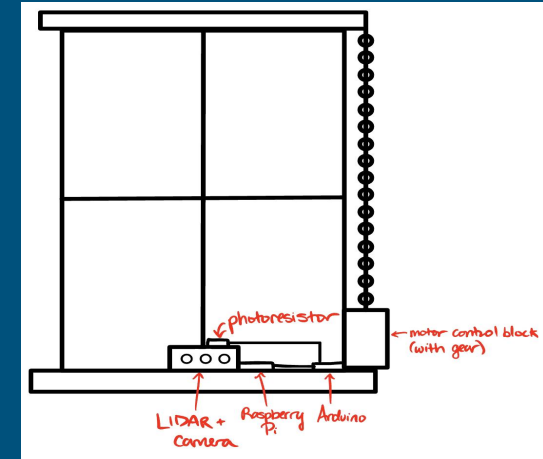 photoresistor
motor control block
(with gear)
LIDAR +
camera
Raspberry
Pi
Arduino